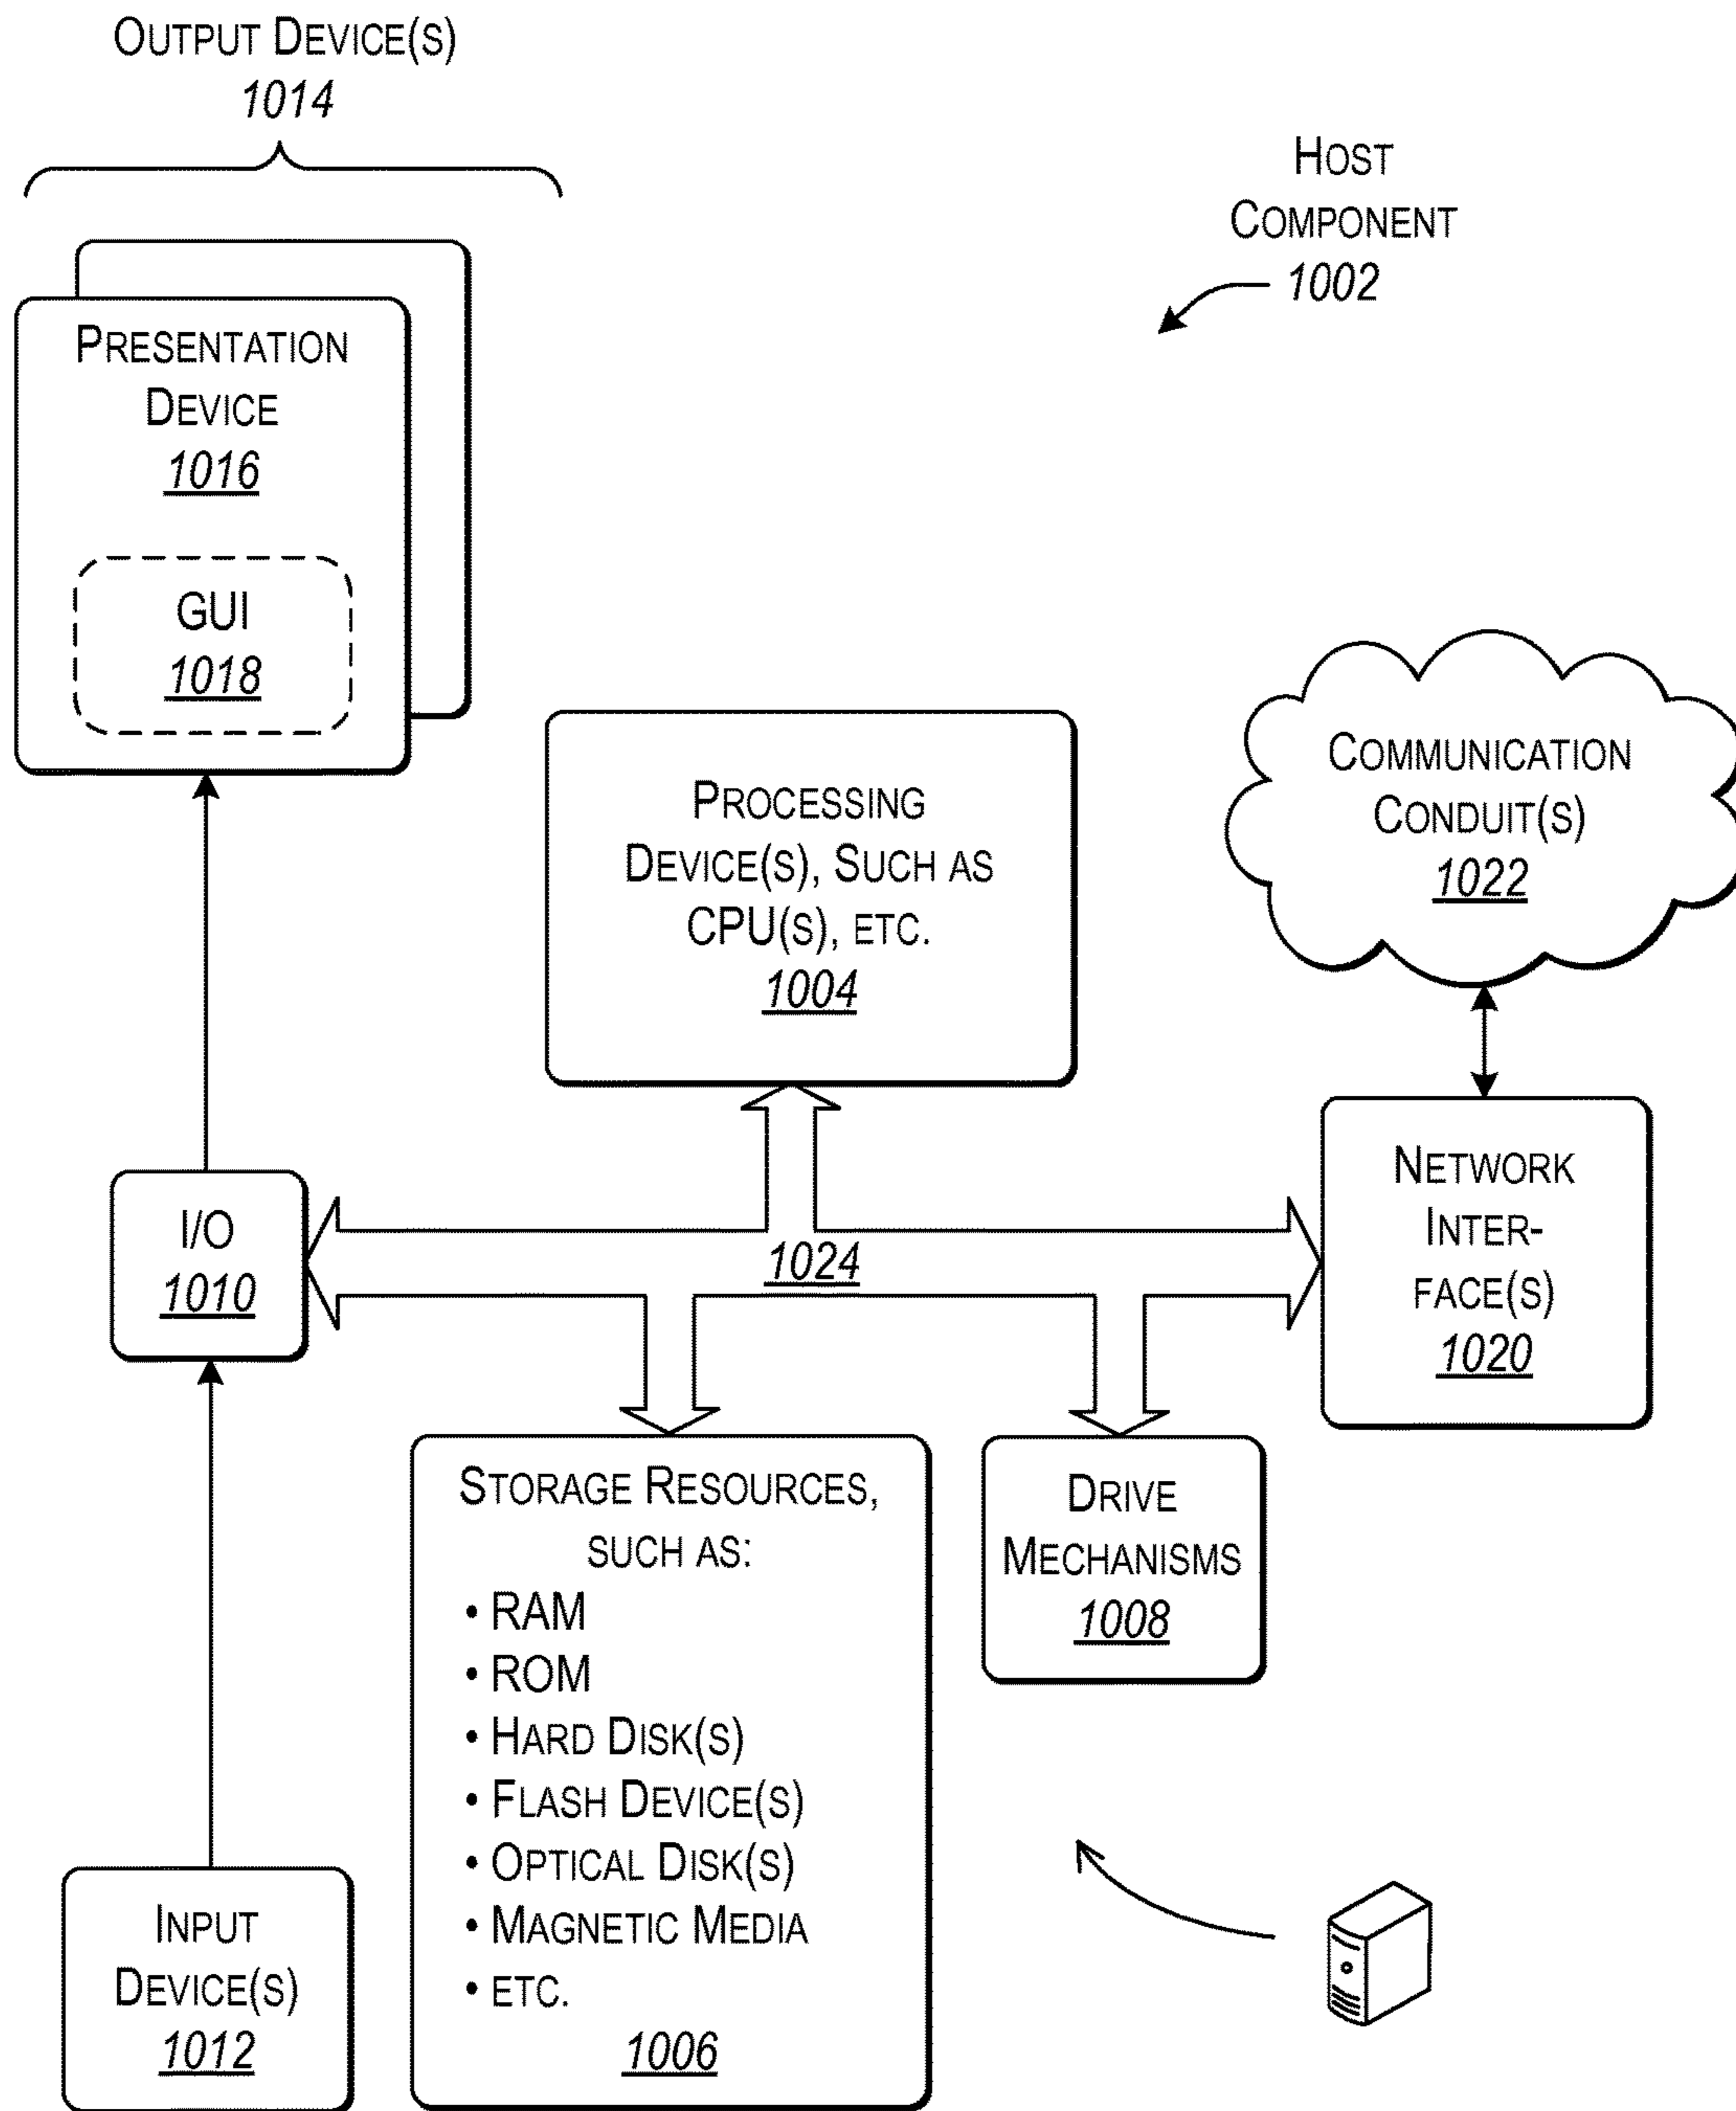 OUTPUT DEVICE(S)
1014
HOST
COMPONENT
1002
PRESENTATION
DEVICE
1016
GUI
1018
PROCESSING
DEVICE(S), SUCH AS
CPU(S), ETC.
1004
COMMUNICATION
CONDUIT(S)
1022
I/O
1010
1024
NETWORK
INTER-
FACE(S)
1020
STORAGE RESOURCES,
SUCH AS:
• RAM
• ROM
• HARD DISK(S)
• FLASH DEVICE(S)
• OPTICAL DISK(S)
• MAGNETIC MEDIA
• ETC.
1006
DRIVE
MECHANISMS
1008
INPUT
DEVICE(S)
1012